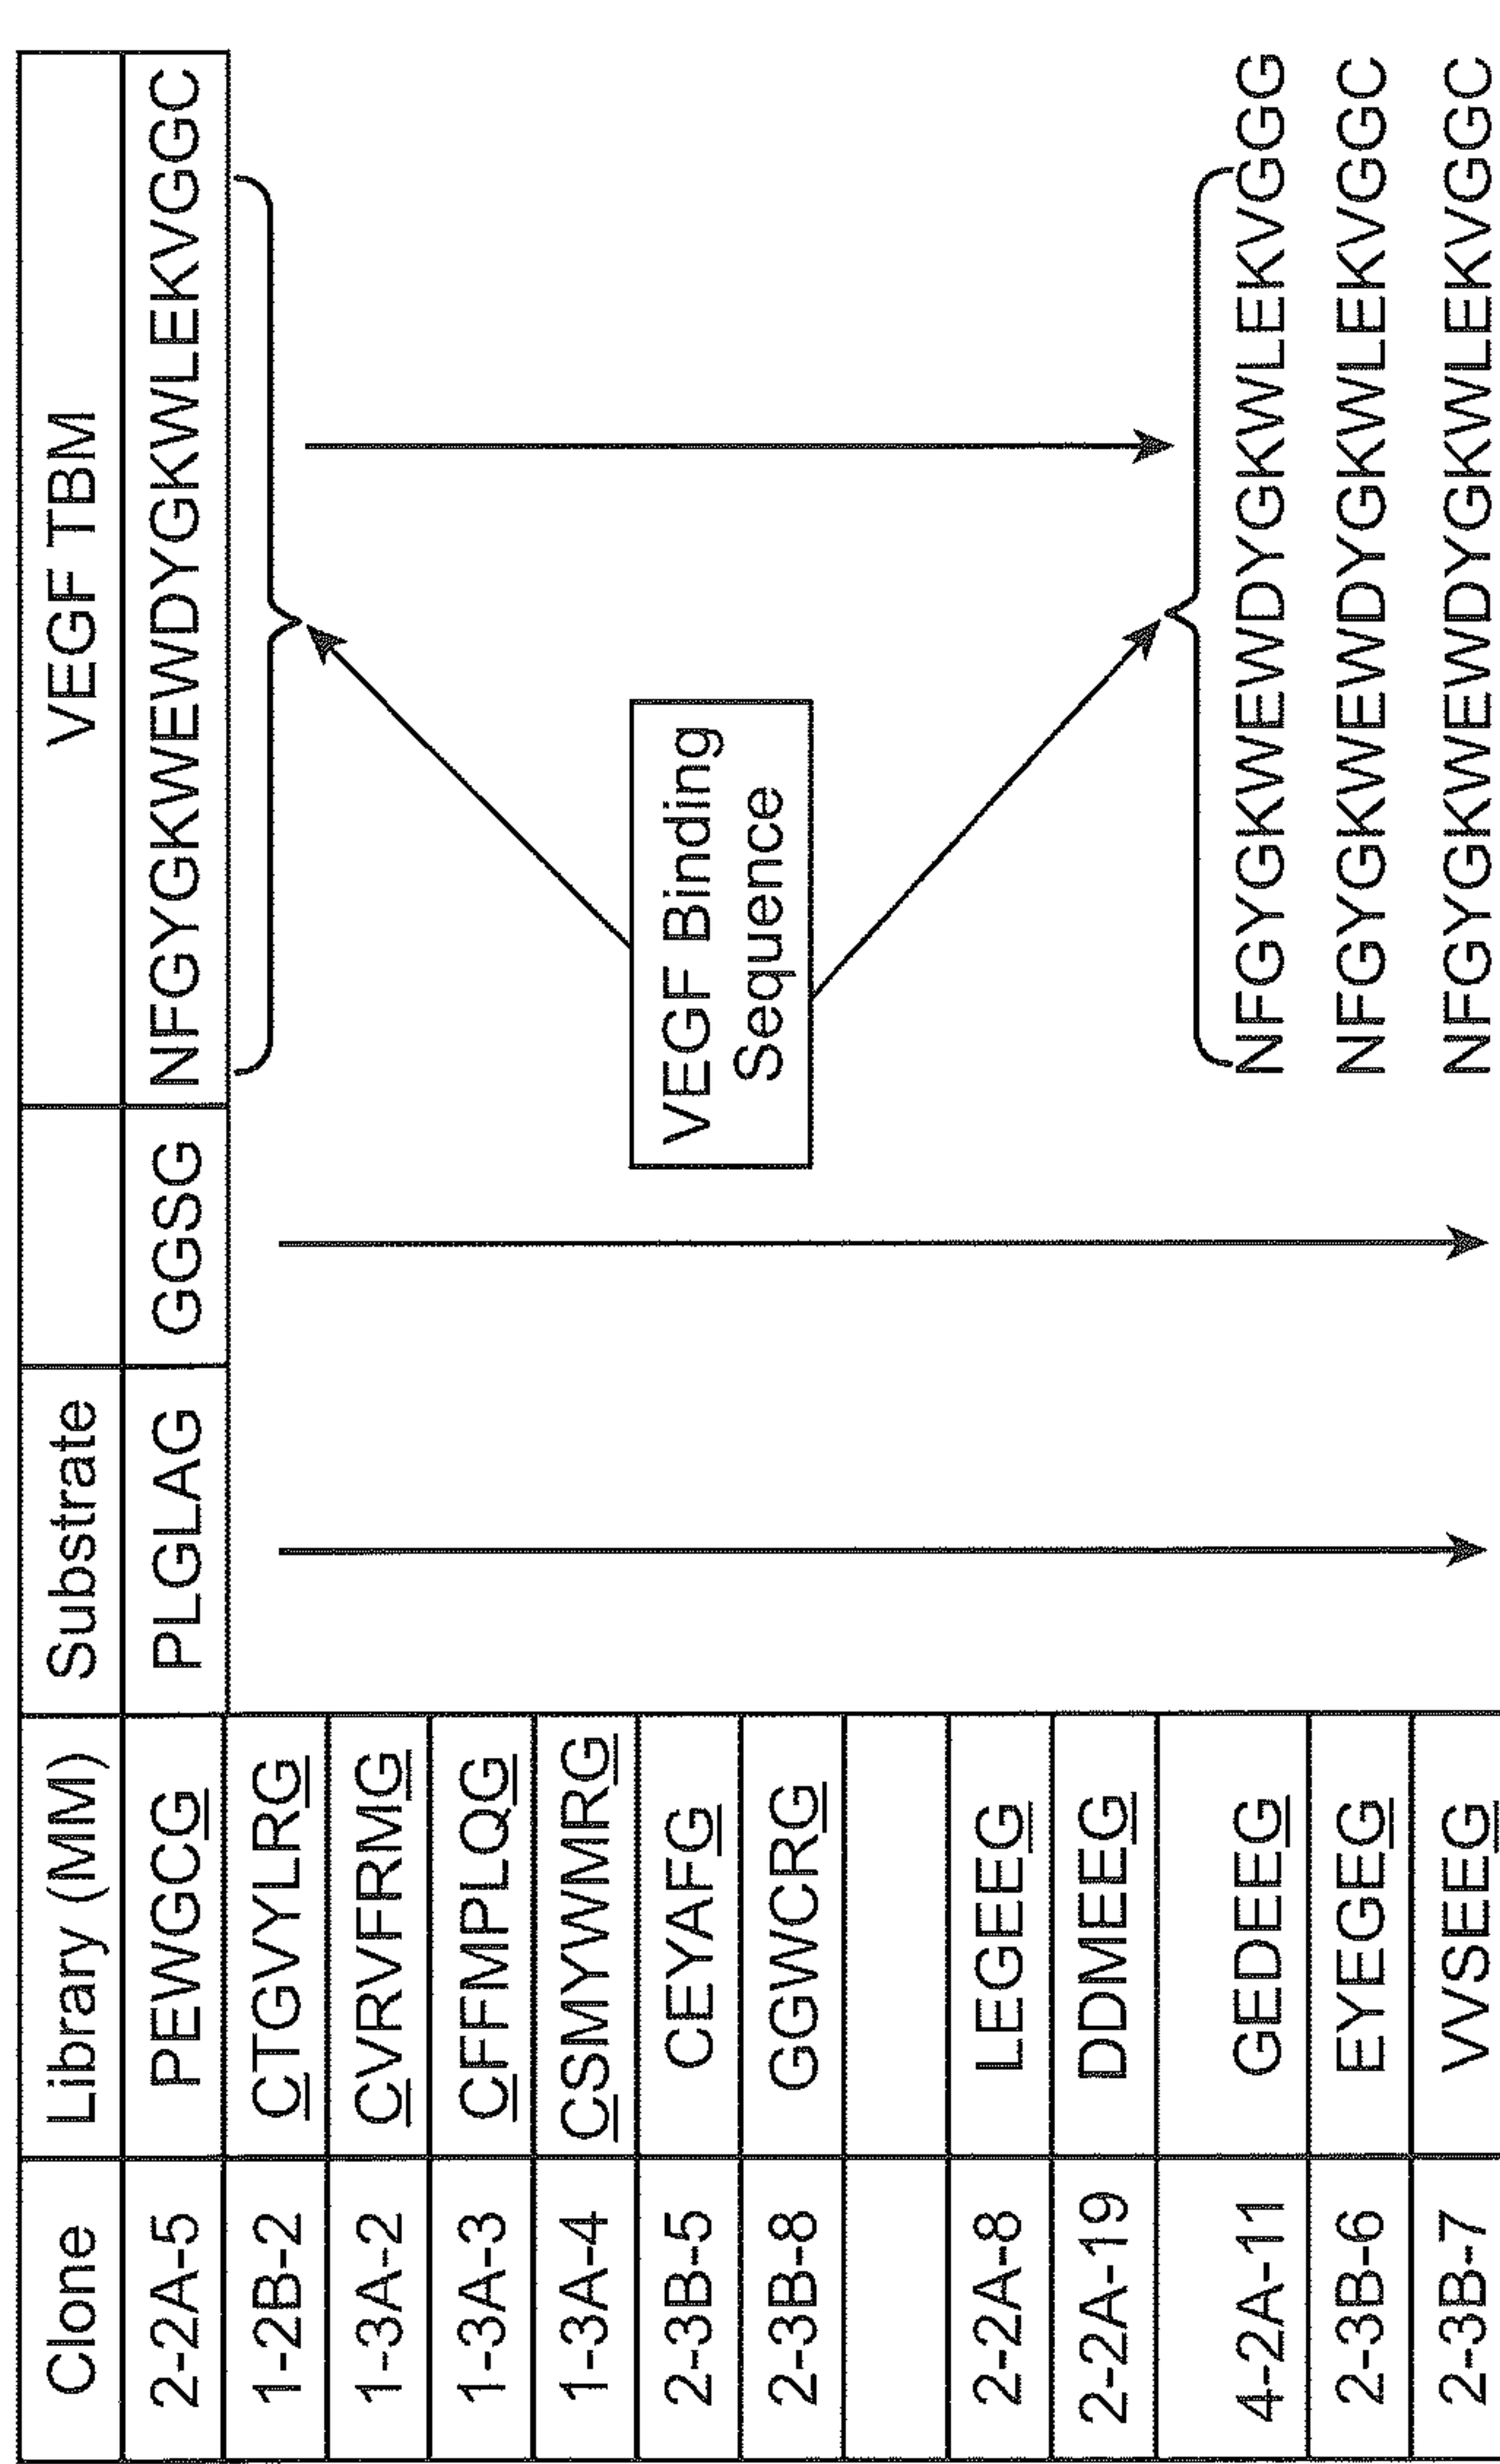 Clone Library (MM) Substrate VEGF TBM
2-2A-5 PEWGCG PLGLAG GGSG NFGYGKWEWDYGKWLEKVGGC
1-2B-2 CTGVYLRG
1-3A-2 CVRVFRMG
1-3A-3 CFFMPLQG
1-3A-4 CSMYWMRG
2-3B-5 CEYAFG
2-3B-8 GGWCRG
VEGF Binding
Sequence
2-2A-8 LEGEEG
2-2A-19 DDMEEG
4-2A-11 GEDEEG NFGYGKWEWDYGKWLEKVGGG
2-3B-6 EYEGEG NFGYGKWEWDYGKWLEKVGGC
2-3B-7 VVSEEG NFGYGKWEWDYGKWLEKVGGC